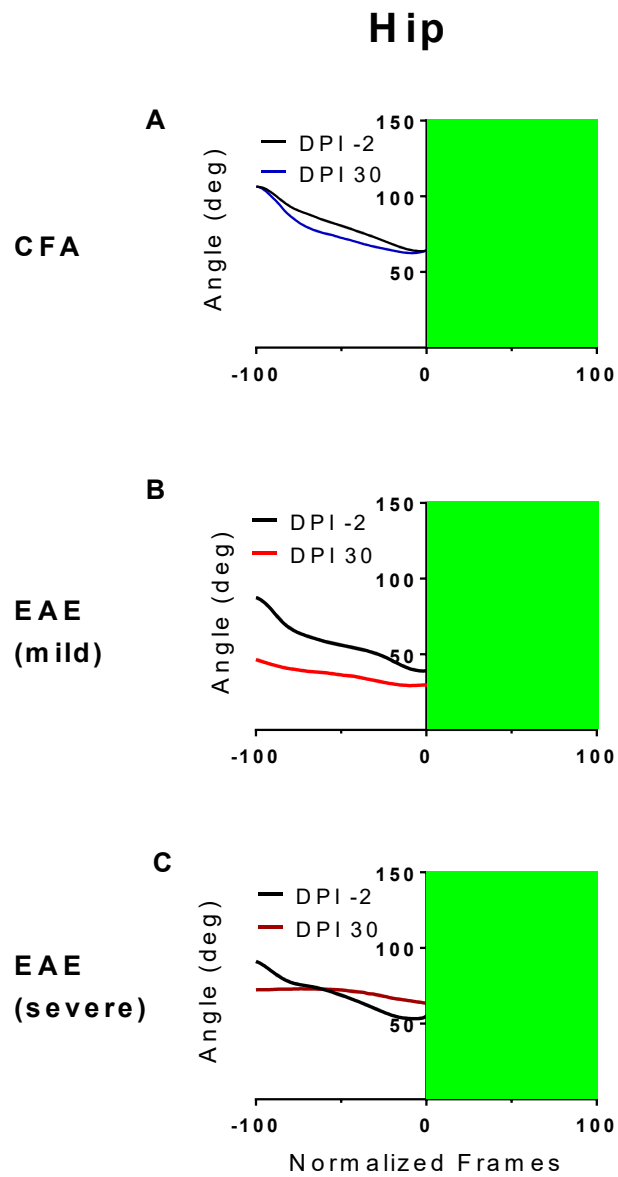 Hip
A
CFA
Angle (deg)
DPI -2
DPI 30
150
100
50
-100 0 100
B
EAE
(mild)
Angle (deg)
DPI -2
DPI 30
150
100
50
-100 0 100
C
EAE
(severe)
Angle (deg)
DPI -2
DPI 30
150
100
50
-100 0 100
Normalized Frames